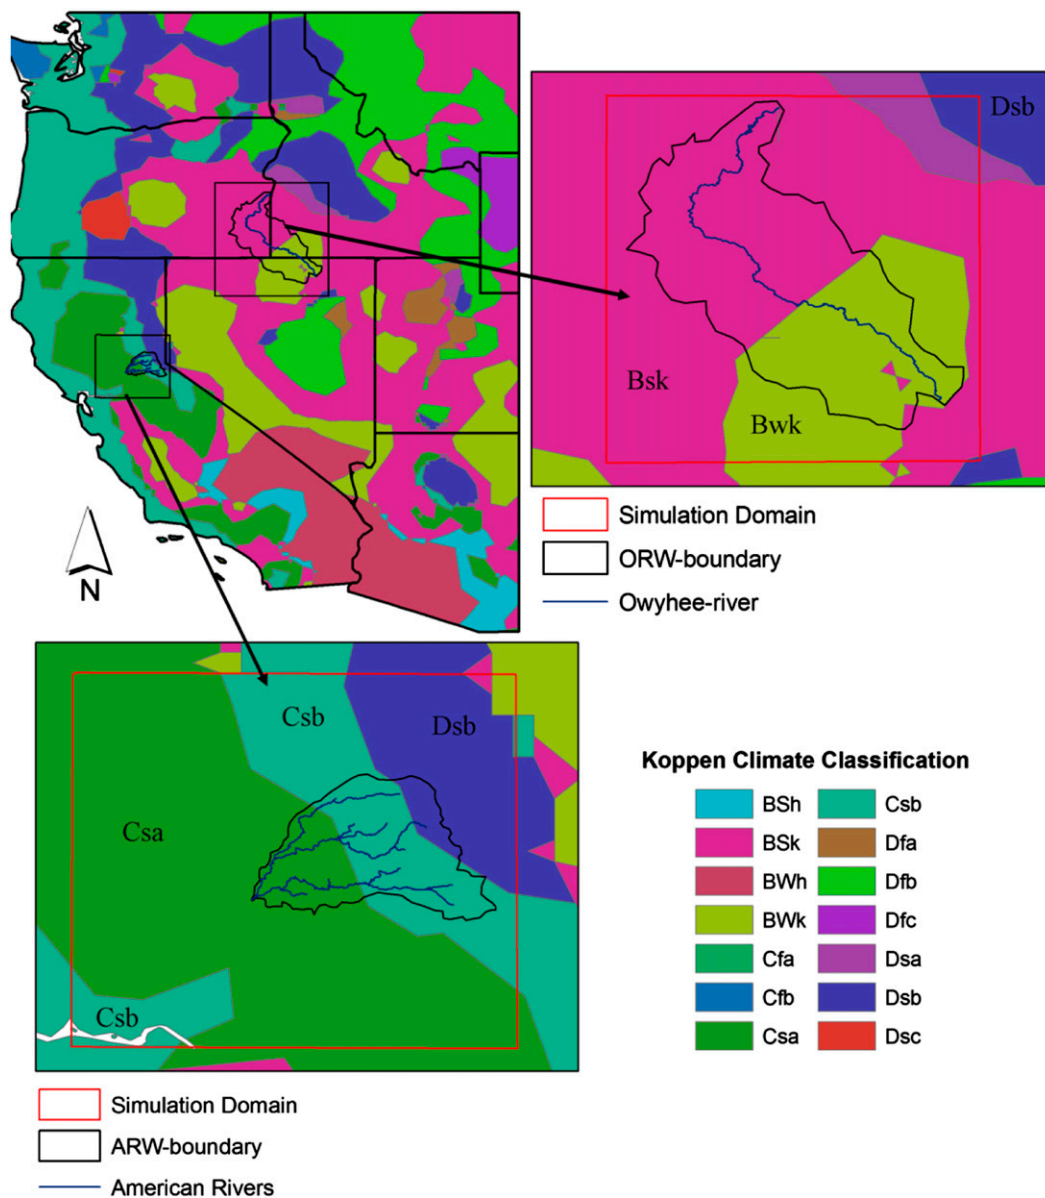 Dsb
Bsk
Bwk
Simulation Domain
ORW-boundary
Owyhee-river
N
Csb
Dsb
Csa
Csb
Koppen Climate Classification
BSh
Csb
BSk
Dfa
BWh
Dfb
BWk
Dfc
Cfa
Dsa
Cfb
Dsb
Csa
Dsc
Simulation Domain
ARW-boundary
American Rivers